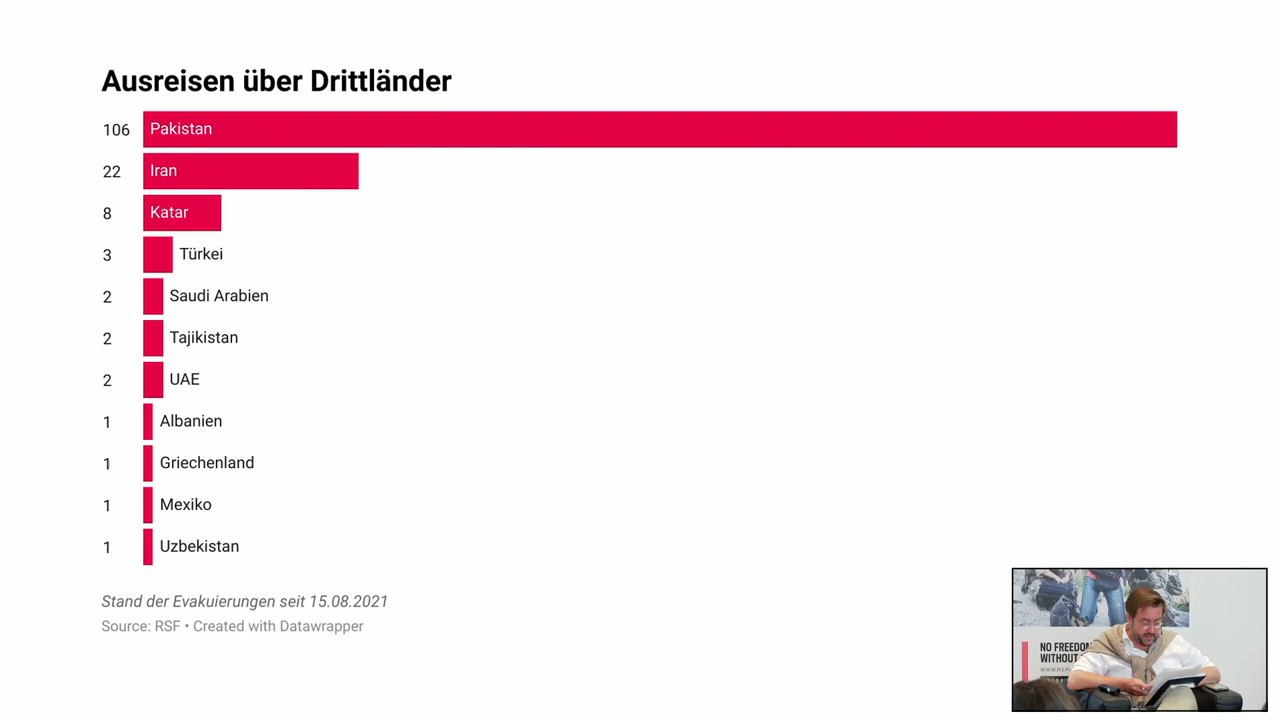 Ausreisen über Drittländer
106 Pakistan
22 Iran
8 Katar
3 Türkei
2 Saudi Arabien
2 Tajikistan
2 UAE
1 Albanien
1 Griechenland
1 Mexiko
1 Uzbekistan
Stand der Evakuierungen seit 15.08.2021
Source: RSF • Created with Datawrapper
NO FREEDOM
WITHOUT